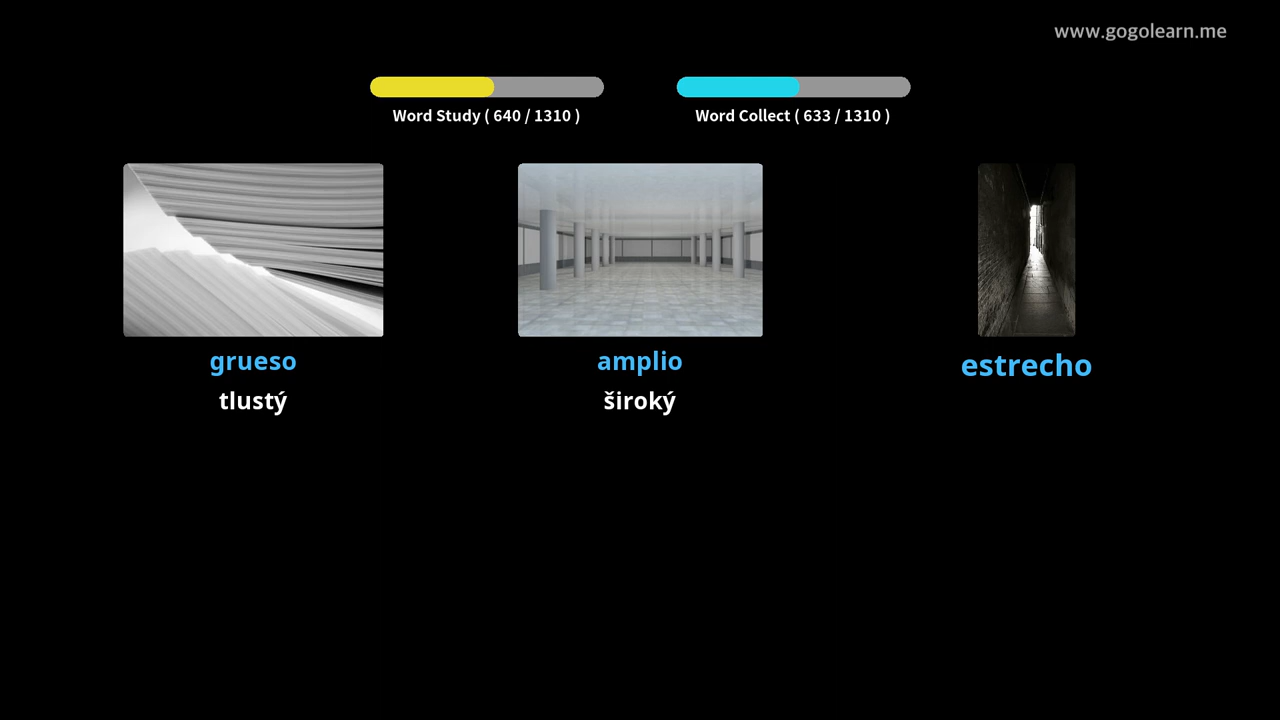 www.gogolearn.me
Word Study ( 640 / 1310 )
Word Collect ( 633 / 1310 )
grueso
tlustý
amplio
široký
estrecho